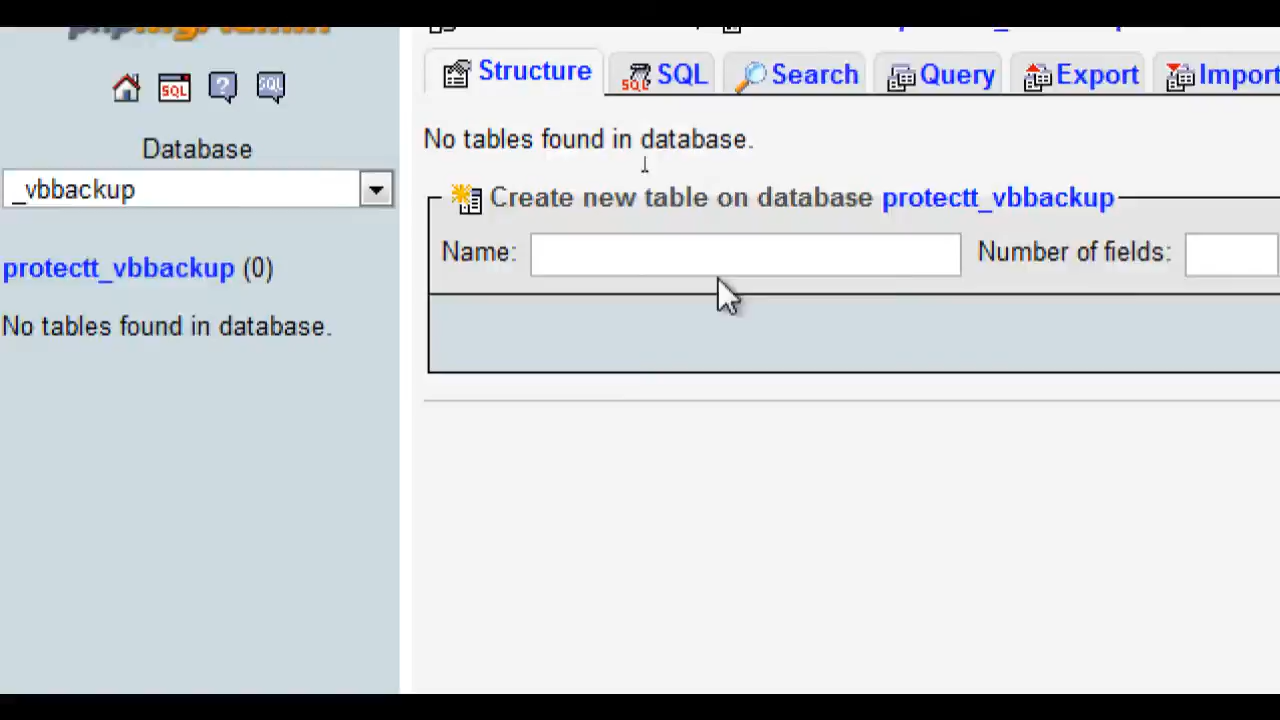 Database
_vbbackup
protectt_vbbackup (0)
No tables found in database.
Structure SQL Search Query Export Import
No tables found in database.
Create new table on database protectt_vbbackup
Name: Number of fields: